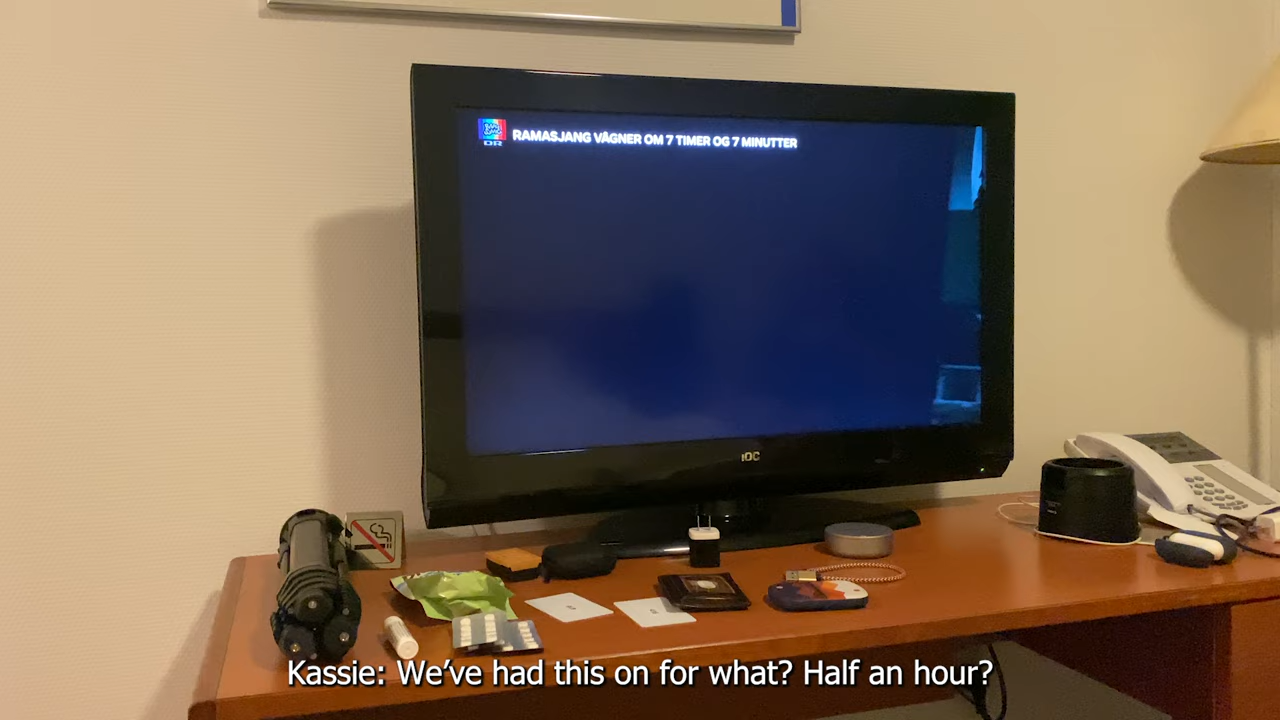 RAMASJANG VÅGNER OM 7 TIMER OG 7 MINUTTER
DR
Kassie: We've had this on for what? Half an hour?